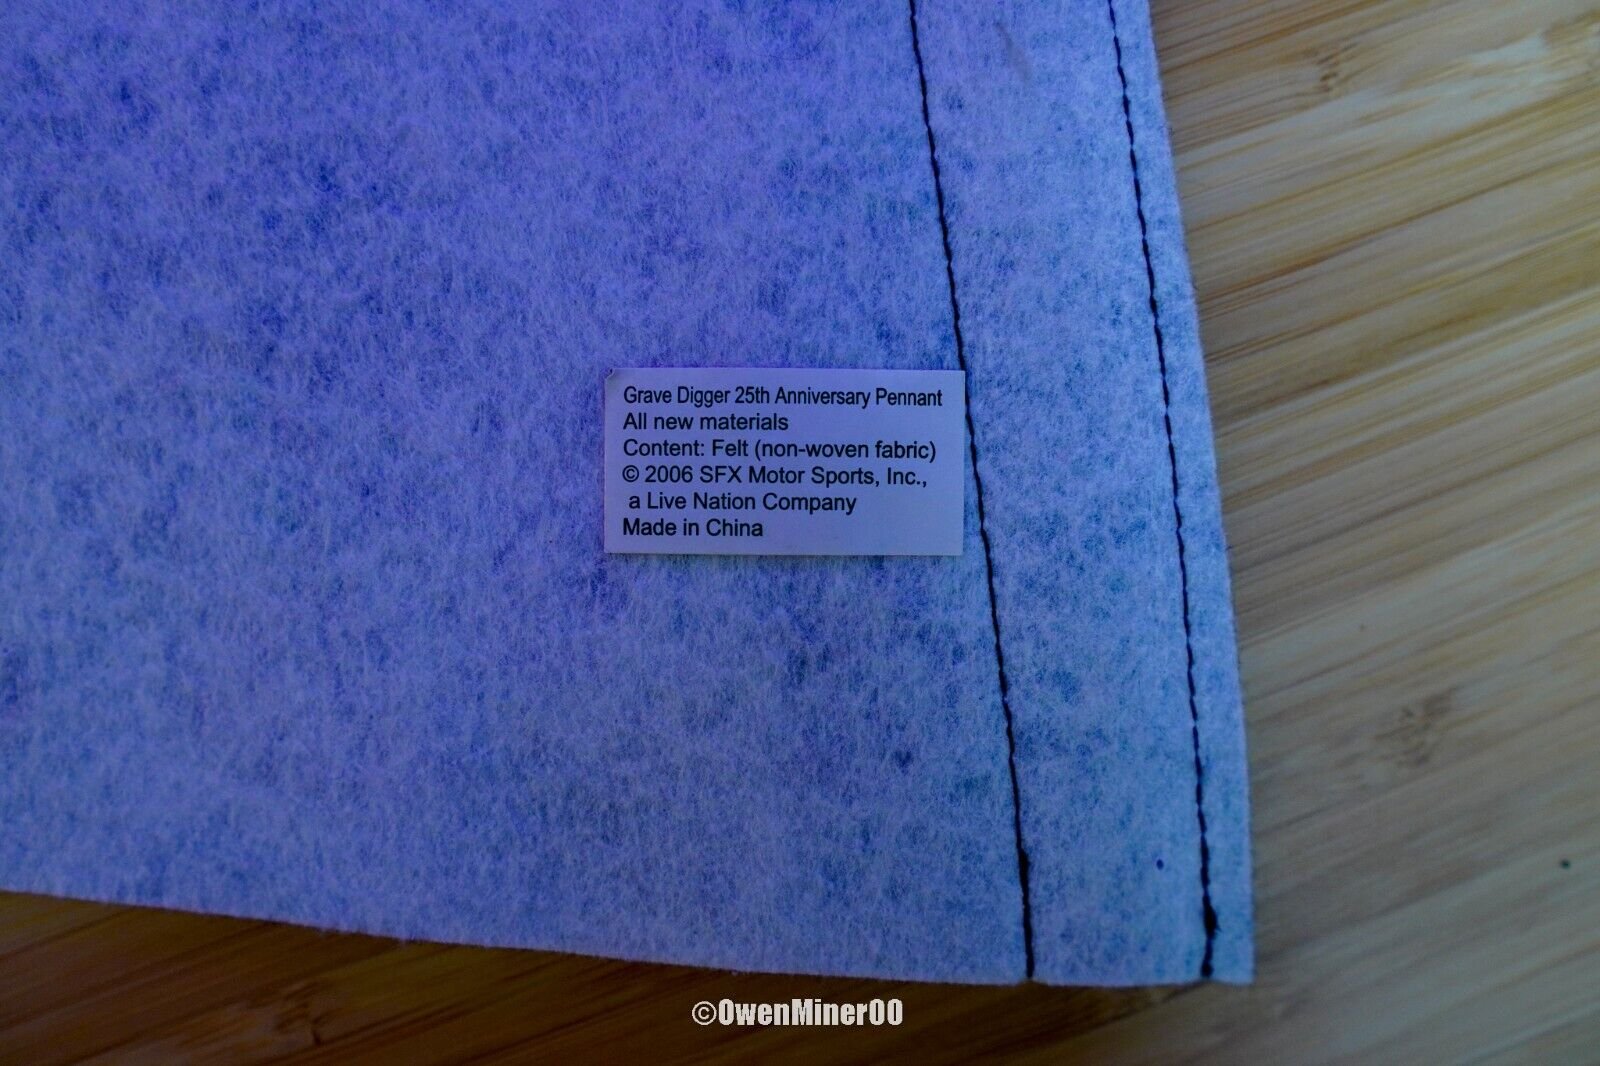 Grave Digger 25th Anniversary Pennant
All new materials
Content: Felt (non-woven fabric)
© 2006 SFX Motor Sports, Inc.,
a Live Nation Company
Made in China
©OwenMiner00